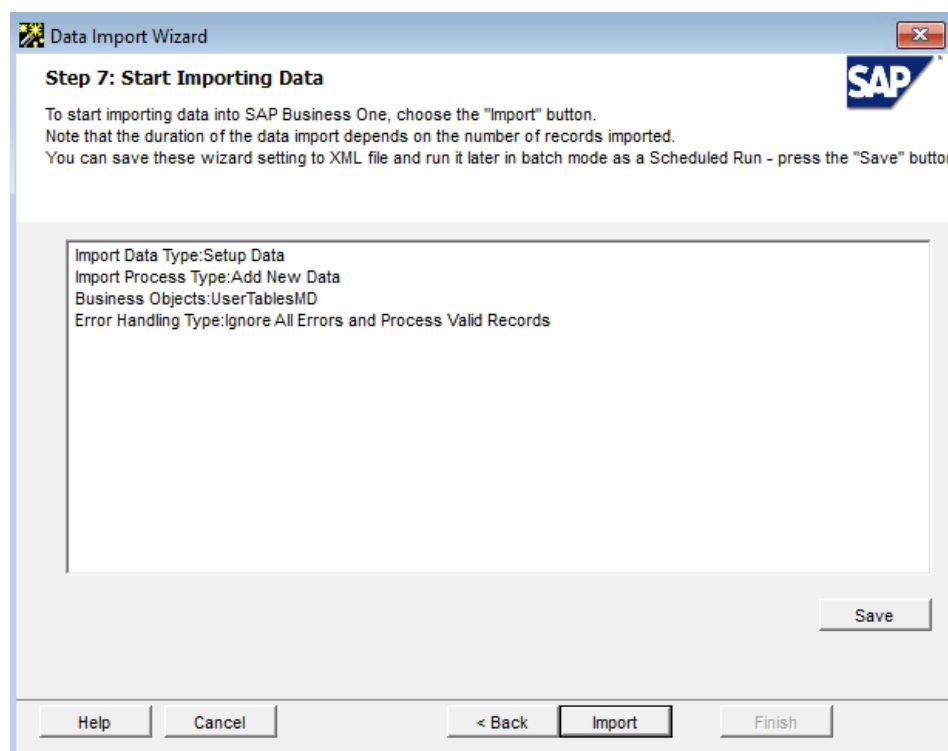 Data Import Wizard
Step 7: Start Importing Data
SAP
To start importing data into SAP Business One, choose the "Import" button.
Note that the duration of the data import depends on the number of records imported.
You can save these wizard setting to XML file and run it later in batch mode as a Scheduled Run - press the "Save" butto
Import Data Type:Setup Data
Import Process Type:Add New Data
Business Objects:UserTablesMD
Error Handling Type:Ignore All Errors and Process Valid Records
Save
Help Cancel < Back Import Finish